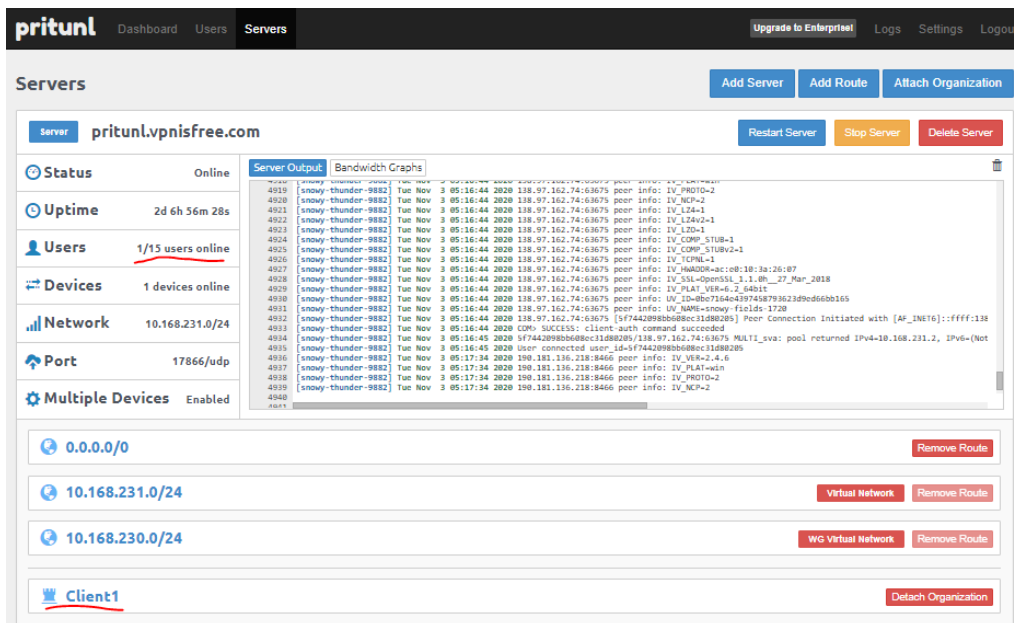 pritunl Dashboard Users Servers Upgrade to Enterprise! Logs Settings Logou
Servers Add Server Add Route Attach Organization
Server pritunl.vpnisfree.com Restart Server Stop Server Delete Server
Status Online
Uptime 2d 6h 56m 28s
Users 1/15 users online
Devices 1 devices online
Network 10.168.231.0/24
Port 17866/udp
Multiple Devices Enabled
Server Output Bandwidth Graphs
4919 [snowy-thunder-9882] Tue Nov 3 05:16:44 2020 138.97.162.74:63675 peer info: IV_PROTO=2
4920 [snowy-thunder-9882] Tue Nov 3 05:16:44 2020 138.97.162.74:63675 peer info: IV_NCP=2
4921 [snowy-thunder-9882] Tue Nov 3 05:16:44 2020 138.97.162.74:63675 peer info: IV_LZ4=1
4922 [snowy-thunder-9882] Tue Nov 3 05:16:44 2020 138.97.162.74:63675 peer info: IV_LZ4v2=1
4923 [snowy-thunder-9882] Tue Nov 3 05:16:44 2020 138.97.162.74:63675 peer info: IV_LZO=1
4924 [snowy-thunder-9882] Tue Nov 3 05:16:44 2020 138.97.162.74:63675 peer info: IV_COMP_STUB=1
4925 [snowy-thunder-9882] Tue Nov 3 05:16:44 2020 138.97.162.74:63675 peer info: IV_COMP_STUBv2=1
4926 [snowy-thunder-9882] Tue Nov 3 05:16:44 2020 138.97.162.74:63675 peer info: IV_TCPNL=1
4927 [snowy-thunder-9882] Tue Nov 3 05:16:44 2020 138.97.162.74:63675 peer info: IV_HWADDR=ac:e0:10:3a:26:07
4928 [snowy-thunder-9882] Tue Nov 3 05:16:44 2020 138.97.162.74:63675 peer info: IV_SSL=OpenSSL_1.1.0h__27_Mar_2018
4929 [snowy-thunder-9882] Tue Nov 3 05:16:44 2020 138.97.162.74:63675 peer info: IV_PLAT_VER=6.2_64bit
4930 [snowy-thunder-9882] Tue Nov 3 05:16:44 2020 138.97.162.74:63675 peer info: UV_ID=0be7164e4397458793623d9ed66bb165
4931 [snowy-thunder-9882] Tue Nov 3 05:16:44 2020 138.97.162.74:63675 peer info: UV_NAME=snowy-fields-1720
4932 [snowy-thunder-9882] Tue Nov 3 05:16:44 2020 138.97.162.74:63675 [5f7442098bb608ec31d80205] Peer Connection Initiated with [AF_INET6]::ffff:138
4933 [snowy-thunder-9882] Tue Nov 3 05:16:44 2020 COM> SUCCESS: client-auth command succeeded
4934 [snowy-thunder-9882] Tue Nov 3 05:16:45 2020 5f7442098bb608ec31d80205/138.97.162.74:63675 MULTI_sva: pool returned IPv4=10.168.231.2, IPv6=(Not
4935 [snowy-thunder-9882] Tue Nov 3 05:16:45 2020 User connected user_id=5f7442098bb608ec31d80205
4936 [snowy-thunder-9882] Tue Nov 3 05:17:34 2020 190.181.136.218:8466 peer info: IV_VER=2.4.6
4937 [snowy-thunder-9882] Tue Nov 3 05:17:34 2020 190.181.136.218:8466 peer info: IV_PLAT=win
4938 [snowy-thunder-9882] Tue Nov 3 05:17:34 2020 190.181.136.218:8466 peer info: IV_PROTO=2
4939 [snowy-thunder-9882] Tue Nov 3 05:17:34 2020 190.181.136.218:8466 peer info: IV_NCP=2
4940
0.0.0.0/0 Remove Route
10.168.231.0/24 Virtual Network Remove Route
10.168.230.0/24 WG Virtual Network Remove Route
Client1 Detach Organization